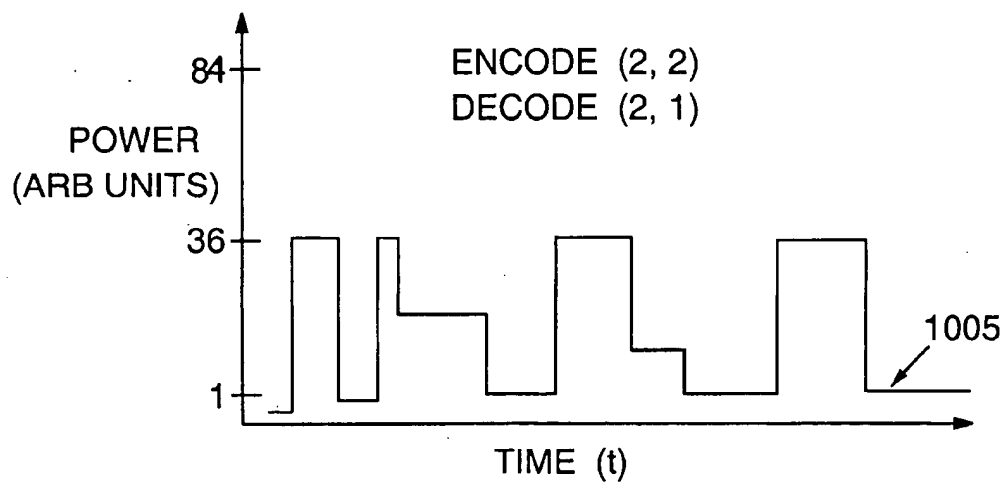 84
ENCODE (2, 2)
DECODE (2, 1)
POWER
(ARB UNITS)
36
1005
1
TIME (t)